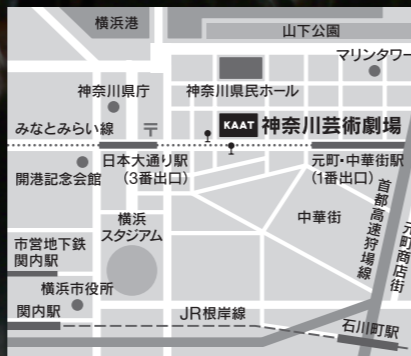 横浜港
山下公園
マリンタワー
神奈川県庁
神奈川県民ホール
KAAT 神奈川芸術劇場
みなとみらい線
〒
日本大通り駅
(3番出口)
元町・中華街駅
(1番出口)
開港記念会館
首都高速狩場線
元町商店街
中華街
横浜
スタジアム
市営地下鉄
関内駅
横浜市役所
関内駅
JR根岸線
石川町駅